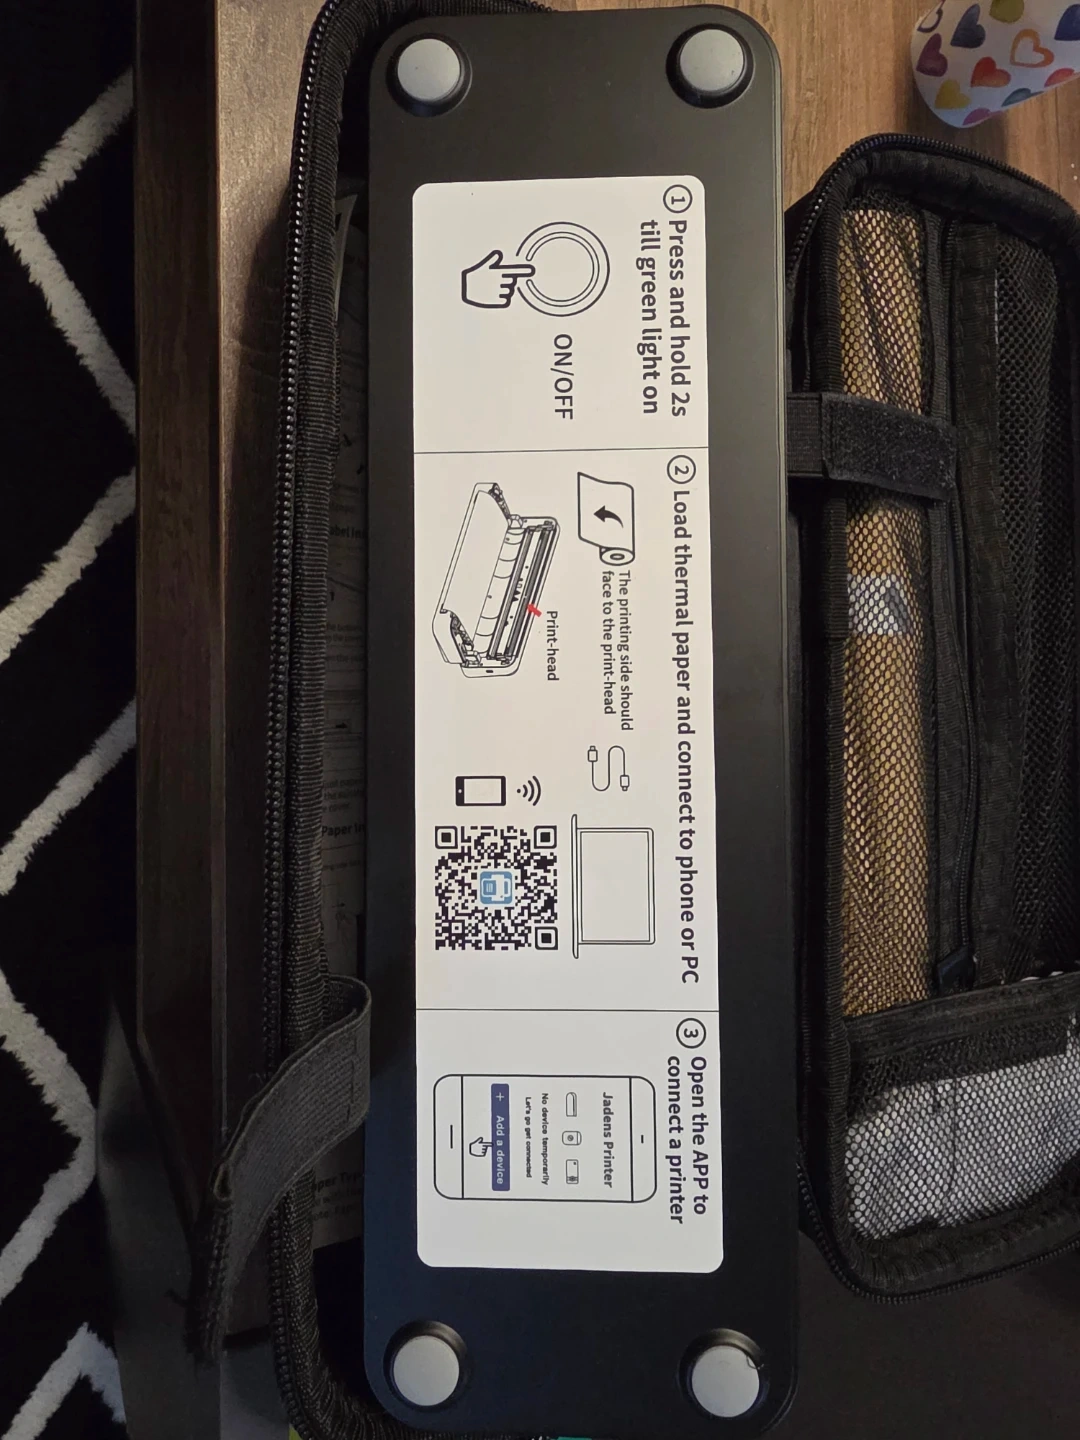 ① Press and hold 2s
till green light on
ON/OFF
② Load thermal paper and connect to phone or PC
The printing side should
face to the print-head
Print-head
③ Open the APP to
connect a printer
Jadens Printer
No device temporarily
Let's go get connected
+ Add a device